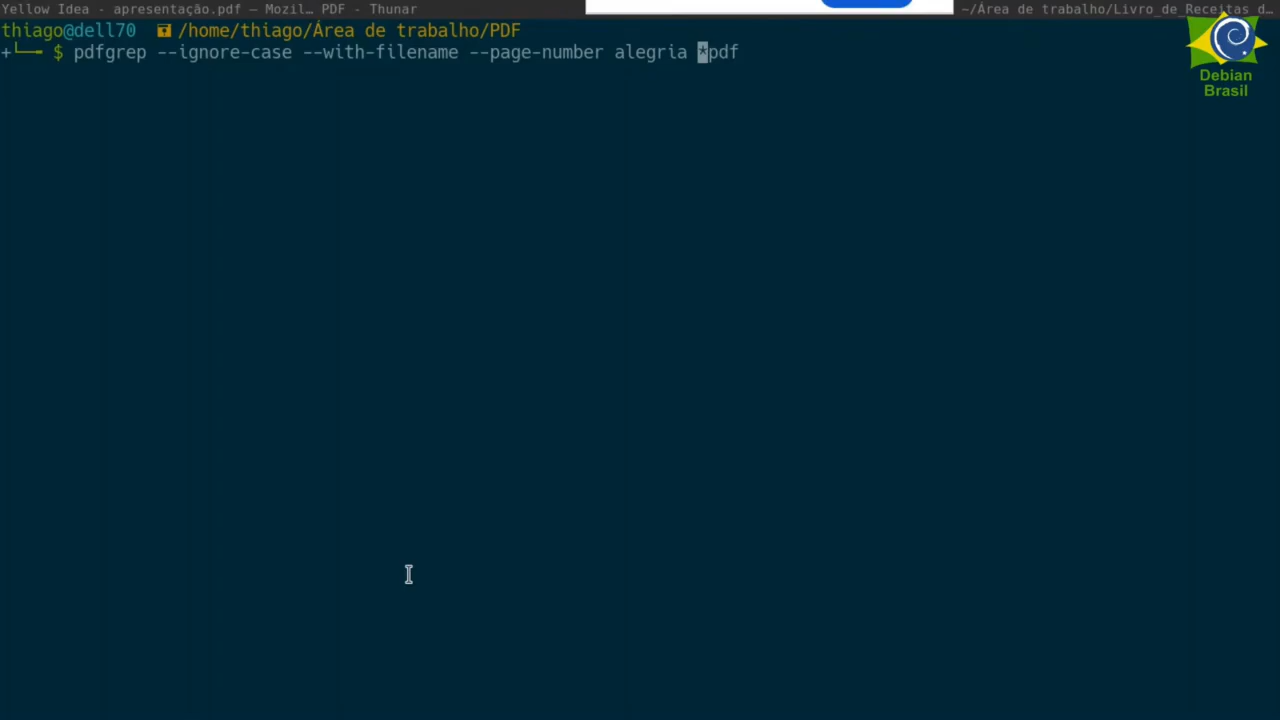 Yellow Idea - apresentação.pdf — Mozil… PDF - Thunar
~/Área de trabalho/Livro_de_Receitas d…
thiago@dell70 /home/thiago/Área de trabalho/PDF
+└─╼ $ pdfgrep --ignore-case --with-filename --page-number alegria *pdf
Debian
Brasil